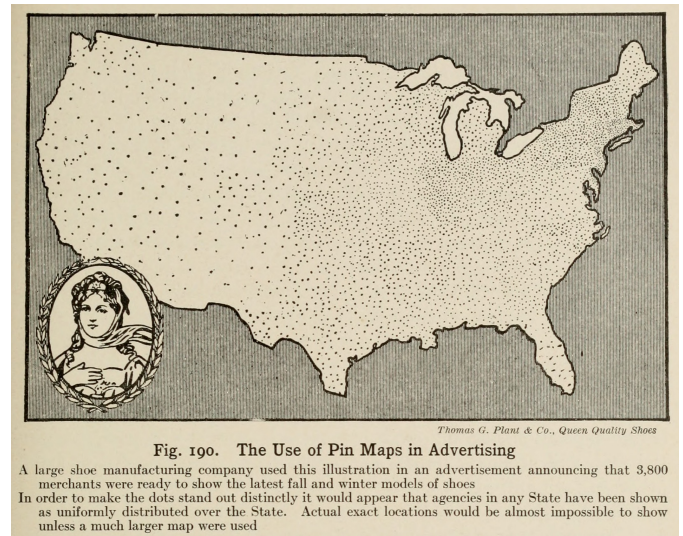 Thomas G. Plant & Co., Queen Quality Shoes
Fig. 190. The Use of Pin Maps in Advertising
A large shoe manufacturing company used this illustration in an advertisement announcing that 3,800
merchants were ready to show the latest fall and winter models of shoes
In order to make the dots stand out distinctly it would appear that agencies in any State have been shown
as uniformly distributed over the State. Actual exact locations would be almost impossible to show
unless a much larger map were used